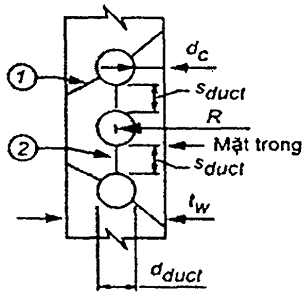 1
d_c
s_duct
R
2
Mặt trong
s_duct
t_w
d_duct